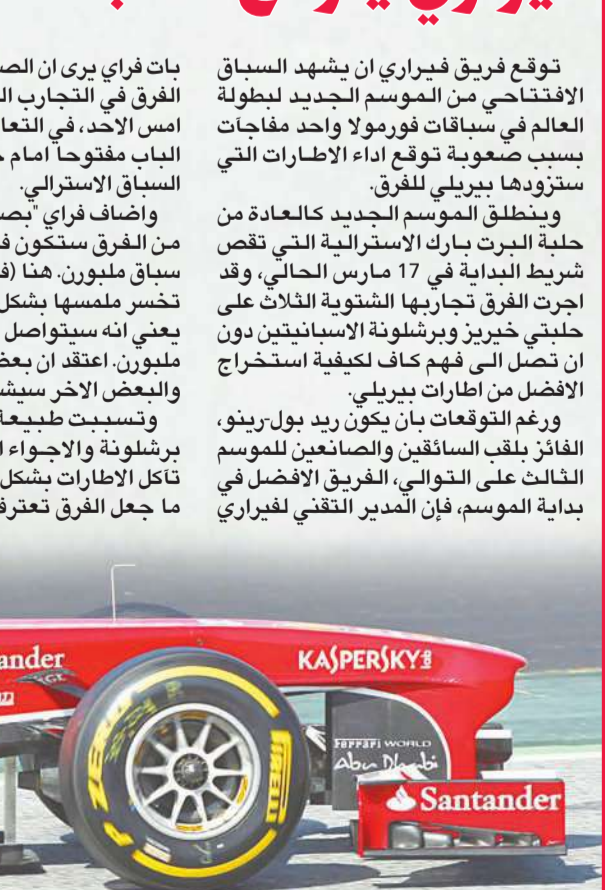 توقع فريق فيراري ان يشهد السباق
الافتتاحي من الموسم الجديد لبطولة
العالم في سباقات فورمولا واحد مفاجآت
بسبب صعوبة توقع اداء الاطارات التي
ستزودها بيريلي للفرق.
وينطلق الموسم الجديد كالعادة من
حلبة البرت بارك الاسترالية التي تقص
شريط البداية في 17 مارس الحالي، وقد
اجرت الفرق تجاربها الشتوية الثلاث على
حلبتي خيريز وبرشلونة الاسبانيتين دون
ان تصل الى فهم كاف لكيفية استخراج
الافضل من اطارات بيريلي.
ورغم التوقعات بان يكون ريد بول-رينو،
الفائز بلقب السائقين والصانعين للموسم
الثالث على التوالي، الفريق الافضل في
بداية الموسم، فإن المدير التقني لفيراري
بات فراي يرى ان
الفرق في التجارب
امس الاحد، في
الباب مفتوحا امام
السباق الاسترالي.
واضاف فراي
من الفرق ستكون
سباق ملبورن. هنا
تخسر ملمسها بشكل
يعني انه سيتواصل
ملبورن. اعتقد ان
والبعض الاخر
وتسببت طبيعة
برشلونة والاجواء
تآكل الاطارات بشكل
ما جعل الفرق
ander
KASPERSKY
P ZERO
PIRELLI
Ferrari WORLD
Abu Dhabi
Santander